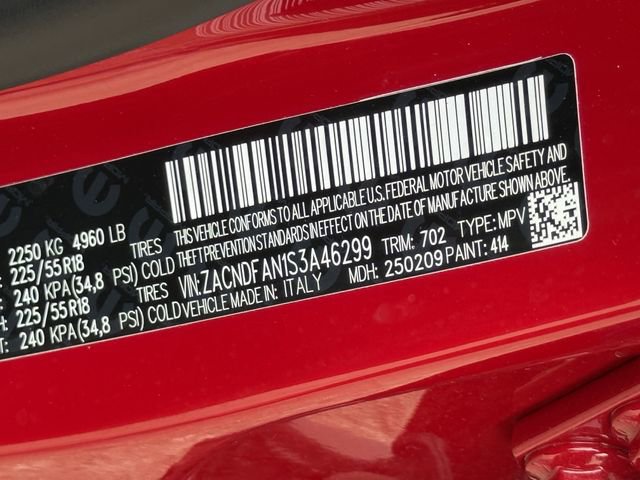 2250 KG 4960 LB
225/55R18 TIRES
240 KPA(34,8 PSI) COLD
225/55R18 TIRES
240 KPA(34,8 PSI) COLD
THIS VEHICLE CONFORMS TO ALL APPLICABLE U.S. FEDERAL MOTOR VEHICLE SAFETY AND
THEFT PREVENTION STANDARDS IN EFFECT ON THE DATE OF MANUFACTURE SHOWN ABOVE.
VIN:ZACNDFAN1S3A46299 TRIM: 702 TYPE: MPV
VEHICLE MADE IN: ITALY MDH: 250209 PAINT: 414